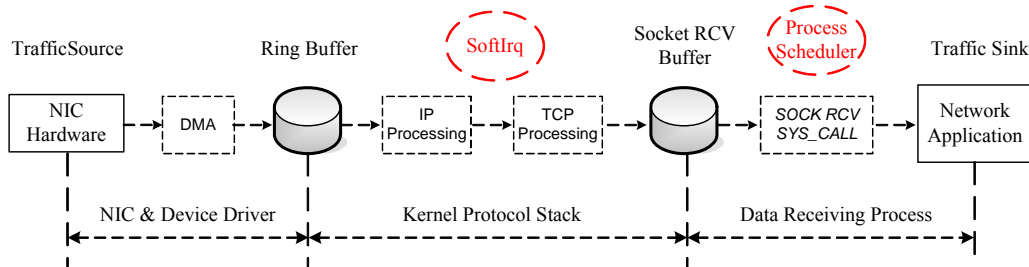 TrafficSource
Ring Buffer
SoftIrq
Socket RCV
Buffer
Process
Scheduler
Traffic Sink
NIC
Hardware
DMA
IP
Processing
TCP
Processing
SOCK RCV
SYS_CALL
Network
Application
NIC & Device Driver
Kernel Protocol Stack
Data Receiving Process